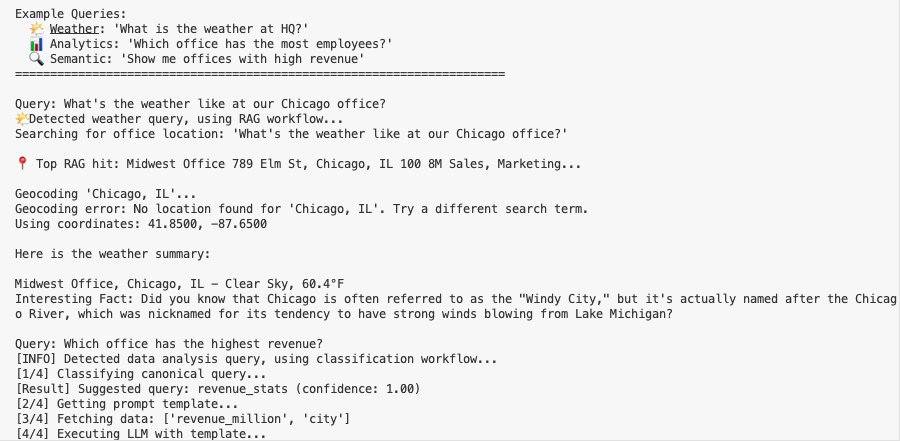 Example Queries:
🌤️ Weather: 'What is the weather at HQ?'
📊 Analytics: 'Which office has the most employees?'
🔍 Semantic: 'Show me offices with high revenue'
======================================================================
Query: What's the weather like at our Chicago office?
🌤️Detected weather query, using RAG workflow...
Searching for office location: 'What's the weather like at our Chicago office?'
📍 Top RAG hit: Midwest Office 789 Elm St, Chicago, IL 100 8M Sales, Marketing...
Geocoding 'Chicago, IL'...
Geocoding error: No location found for 'Chicago, IL'. Try a different search term.
Using coordinates: 41.8500, -87.6500
Here is the weather summary:
Midwest Office, Chicago, IL – Clear Sky, 60.4°F
Interesting Fact: Did you know that Chicago is often referred to as the "Windy City," but it's actually named after the Chicag
o River, which was nicknamed for its tendency to have strong winds blowing from Lake Michigan?
Query: Which office has the highest revenue?
[INFO] Detected data analysis query, using classification workflow...
[1/4] Classifying canonical query...
[Result] Suggested query: revenue_stats (confidence: 1.00)
[2/4] Getting prompt template...
[3/4] Fetching data: ['revenue_million', 'city']
[4/4] Executing LLM with template...